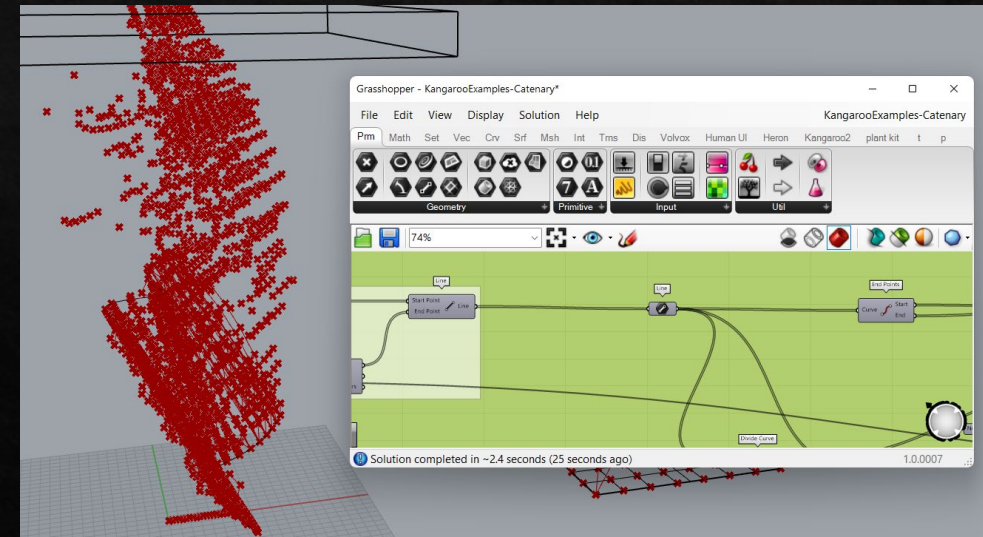 Grasshopper - KangarooExamples-Catenary*
File Edit View Display Solution Help KangarooExamples-Catenary
Prm Math Set Vec Crv Srf Msh Int Trns Dis Volvox Human UI Heron Kangaroo2 plant kit t p
Geometry Primitive Input Util
74%
Line
Line
End Points
Start Point
End Point
Line
Curve
Start
End
Divide Curve
Solution completed in ~2.4 seconds (25 seconds ago) 1.0.0007